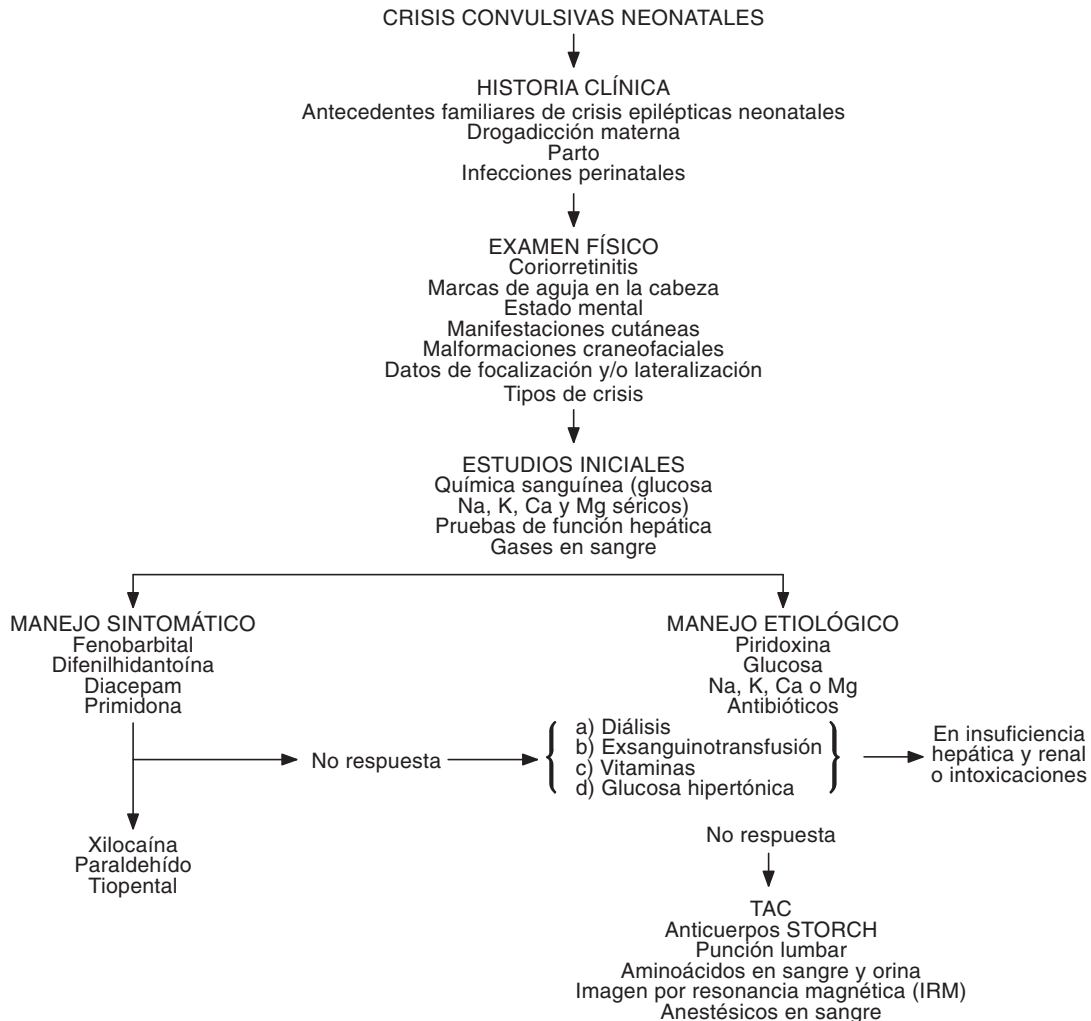 CRISIS CONVULSIVAS NEONATALES
HISTORIA CLÍNICA
Antecedentes familiares de crisis epilépticas neonatales
Drogadicción materna
Parto
Infecciones perinatales
EXAMEN FÍSICO
Coriorretinitis
Marcas de aguja en la cabeza
Estado mental
Manifestaciones cutáneas
Malformaciones craneofaciales
Datos de focalización y/o lateralización
Tipos de crisis
ESTUDIOS INICIALES
Química sanguínea (glucosa
Na, K, Ca y Mg séricos)
Pruebas de función hepática
Gases en sangre
MANEJO SINTOMÁTICO
Fenobarbital
Difenilhidantoína
Diacepam
Primidona
MANEJO ETIOLÓGICO
Piridoxina
Glucosa
Na, K, Ca o Mg
Antibióticos
No respuesta
a) Diálisis
b) Exsanguinotransfusión
c) Vitaminas
d) Glucosa hipertónica
En insuficiencia
hepática y renal
o intoxicaciones
Xilocaína
Paraldehído
Tiopental
No respuesta
TAC
Anticuerpos STORCH
Punción lumbar
Aminoácidos en sangre y orina
Imagen por resonancia magnética (IRM)
Anestésicos en sangre